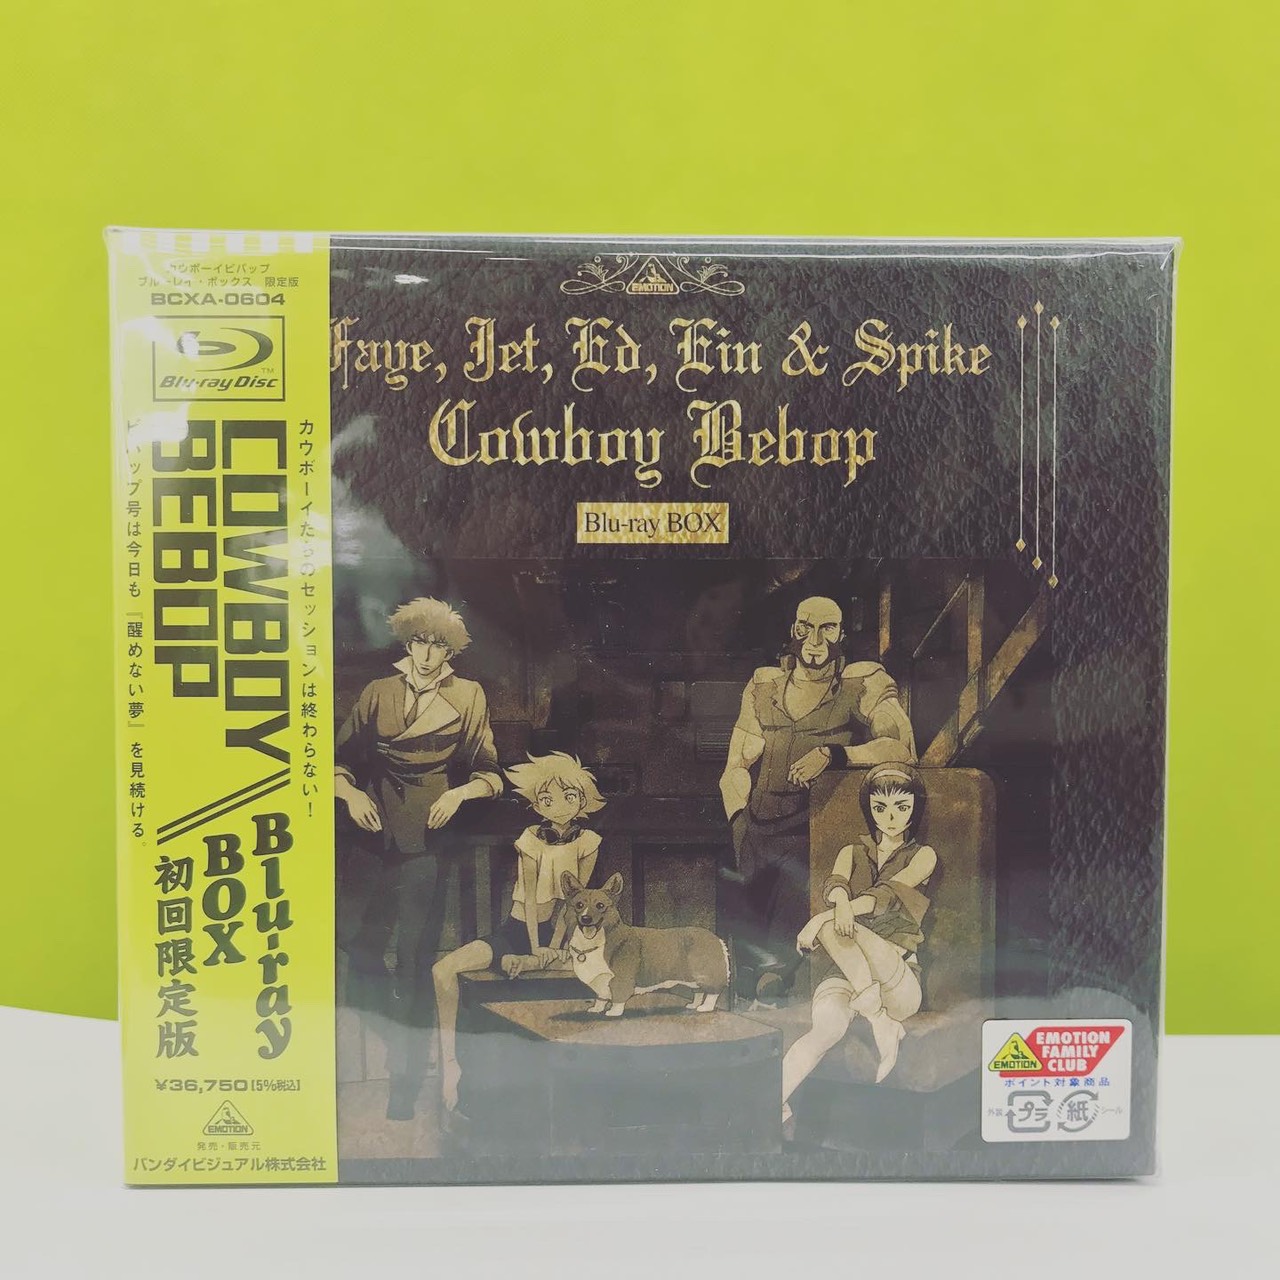 カウボーイビバップ
ブルーレイ・ボックス 限定版
BCXA-0604
Blu-ray Disc
TM
カウボーイたちのセッションは終わらない!
COWBOY
BEBOP
Blu-ray
BOX
初回限定版
ビバップ号は今日も『醒めない夢』を見続ける。
¥36,750[5%税込]
EMOTION
発売・販売元
バンダイビジュアル株式会社
EMOTION
Faye, Jet, Ed, Ein & Spike
Cowboy Bebop
Blu-ray BOX
EMOTION
EMOTION
FAMILY
CLUB
ポイント対象商品
外装
プラ
紙
シール